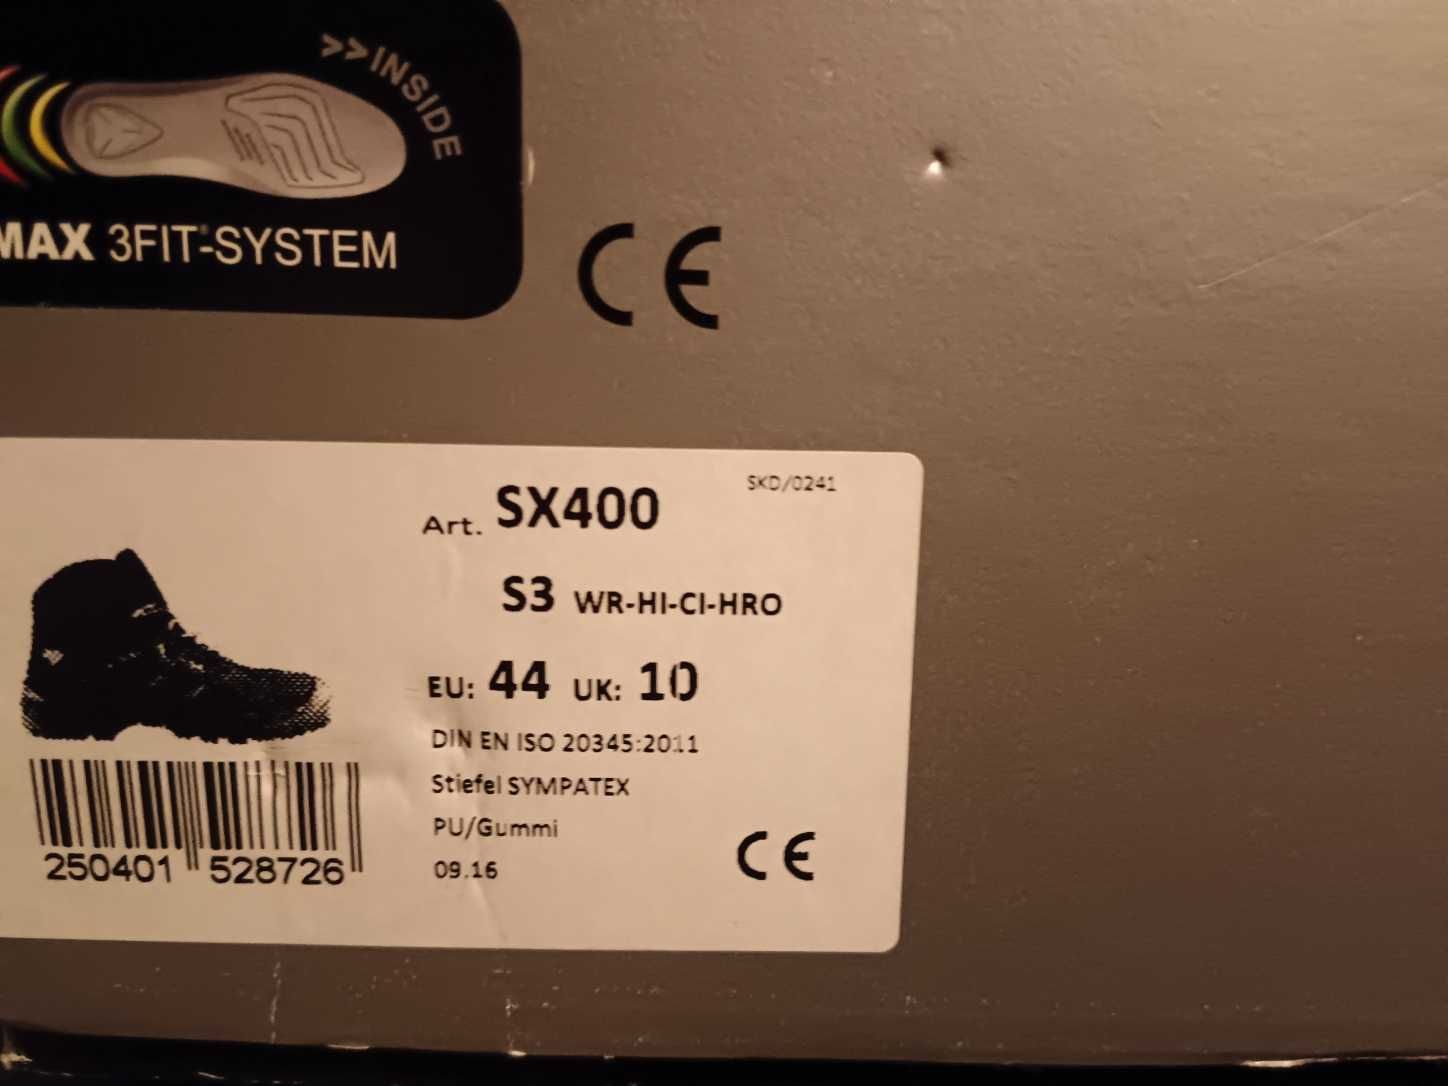 >>INSIDE
MAX 3FIT®-SYSTEM
CE
SKD/0241
Art. SX400
S3 WR-HI-CI-HRO
EU: 44 UK: 10
DIN EN ISO 20345:2011
Stiefel SYMPATEX
PU/Gummi
09.16
CE
250401 528726